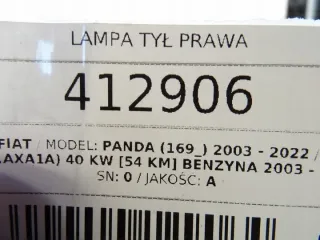 LAMPA TYŁ PRAWA
412906
FIAT / MODEL: PANDA (169_) 2003 - 2022 /
AXA1A) 40 KW [54 KM] BENZYNA 2003 -
SN: 0 / JAKOŚĆ: A